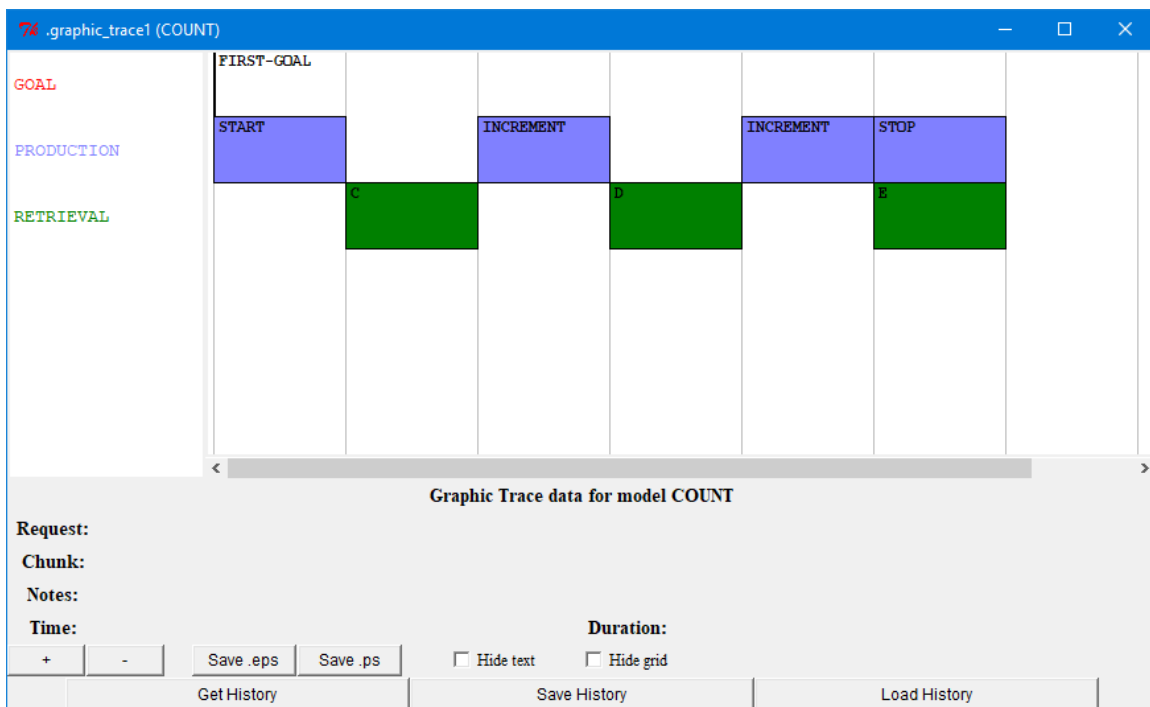 .graphic_trace1 (COUNT)
FIRST-GOAL
GOAL
START INCREMENT INCREMENT STOP
PRODUCTION
C D E
RETRIEVAL
Graphic Trace data for model COUNT
Request:
Chunk:
Notes:
Time: Duration:
+ - Save .eps Save .ps Hide text Hide grid
Get History Save History Load History